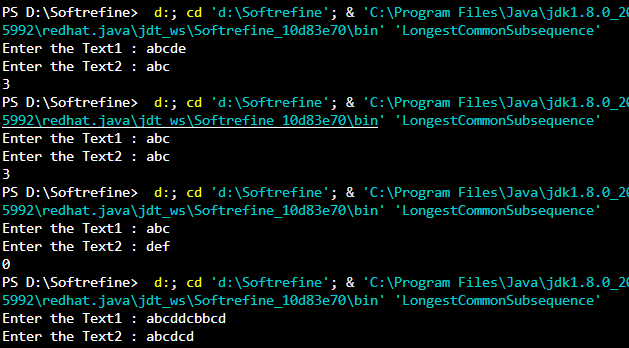 PS D:\Softrefine>  d:; cd 'd:\Softrefine'; & 'C:\Program Files\Java\jdk1.8.0_20
5992\redhat.java\jdt_ws\Softrefine_10d83e70\bin' 'LongestCommonSubsequence'
Enter the Text1 : abcde
Enter the Text2 : abc
3
PS D:\Softrefine>  d:; cd 'd:\Softrefine'; & 'C:\Program Files\Java\jdk1.8.0_20
5992\redhat.java\jdt_ws\Softrefine_10d83e70\bin' 'LongestCommonSubsequence'
Enter the Text1 : abc
Enter the Text2 : abc
3
PS D:\Softrefine>  d:; cd 'd:\Softrefine'; & 'C:\Program Files\Java\jdk1.8.0_20
5992\redhat.java\jdt_ws\Softrefine_10d83e70\bin' 'LongestCommonSubsequence'
Enter the Text1 : abc
Enter the Text2 : def
0
PS D:\Softrefine>  d:; cd 'd:\Softrefine'; & 'C:\Program Files\Java\jdk1.8.0_20
5992\redhat.java\jdt_ws\Softrefine_10d83e70\bin' 'LongestCommonSubsequence'
Enter the Text1 : abcddcbbcd
Enter the Text2 : abcdcd